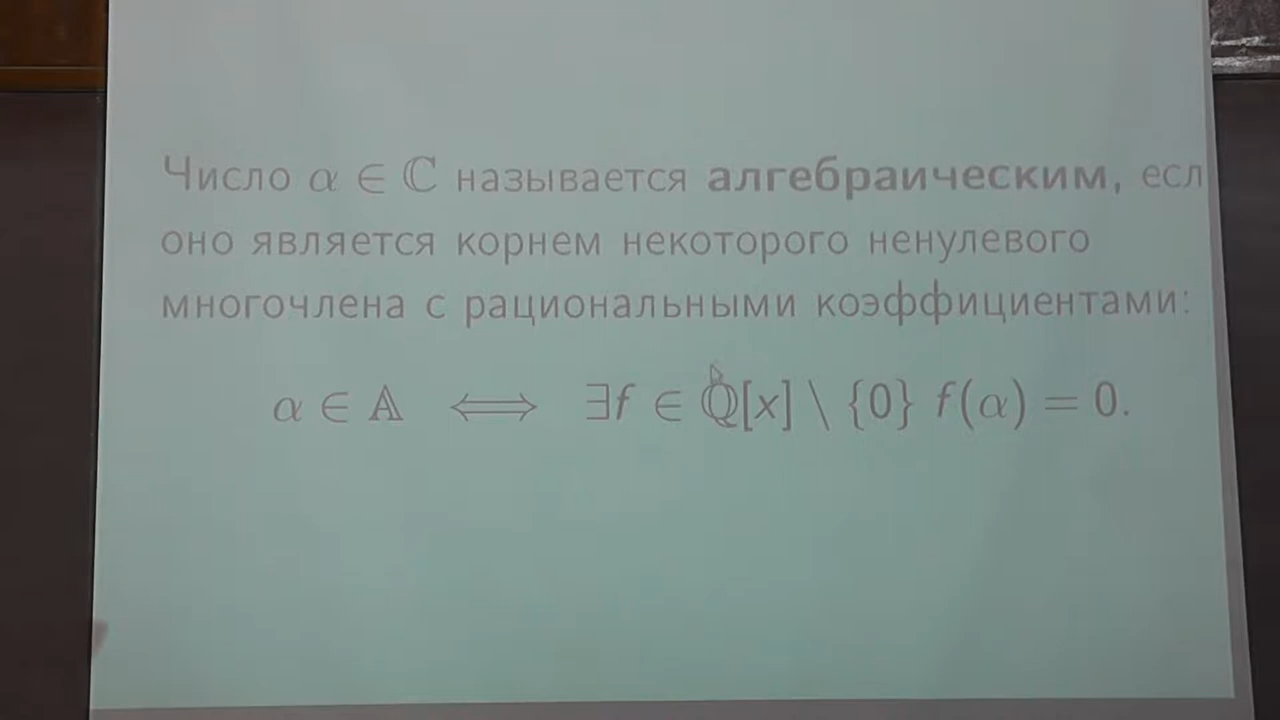 Число α ∈ ℂ называется алгебраическим, есл
оно является корнем некоторого ненулевого
многочлена с рациональными коэффициентами:
α ∈ 𝔸 ⟺ ∃f ∈ ℚ[x] \ {0} f(α) = 0.